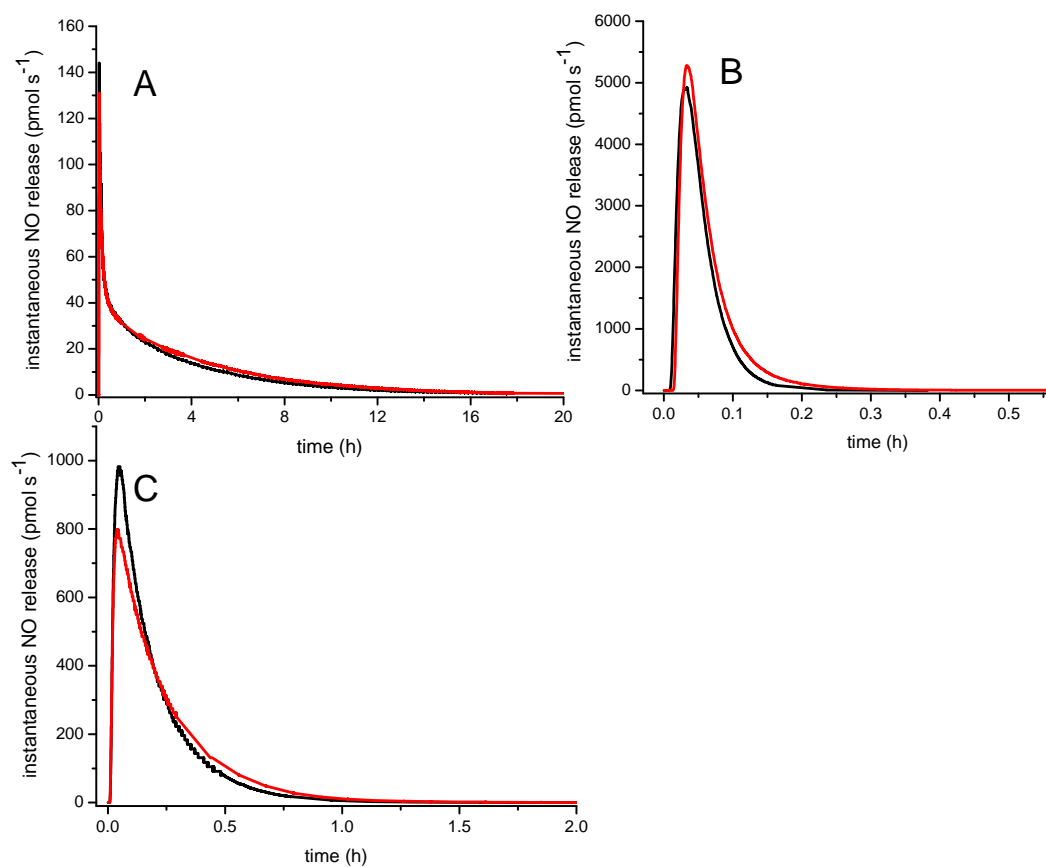 160
140
120
100
80
60
40
20
0
instantaneous NO release (pmol s⁻¹)
A
0 4 8 12 16 20
time (h)
6000
5000
4000
3000
2000
1000
0
instantaneous NO release (pmol s⁻¹)
B
0.0 0.1 0.2 0.3 0.4 0.5
time (h)
1000
800
600
400
200
0
instantaneous NO release (pmol s⁻¹)
C
0.0 0.5 1.0 1.5 2.0
time (h)